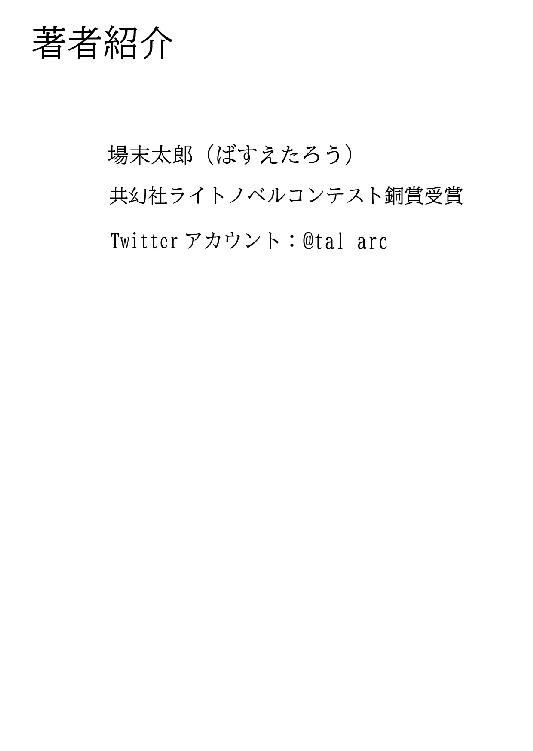 著者紹介
場末太郎（ばすえたろう）
共幻社ライトノベルコンテスト銅賞受賞
Twitter アカウント：@tal arc